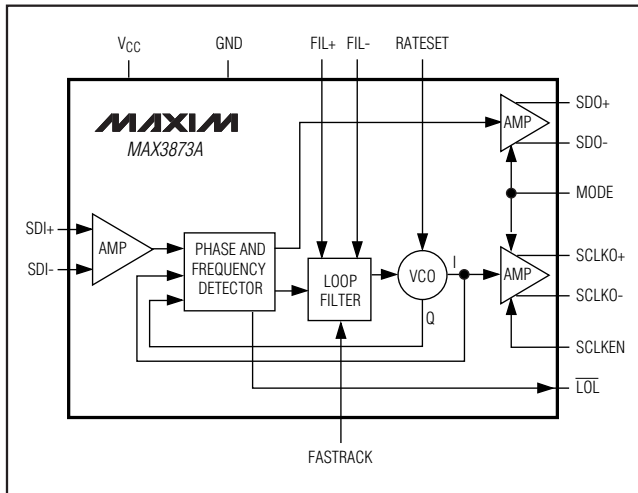 VCC GND FIL+ FIL- RATESET
SDO+
AMP
SDO-
MAXIM
MAX3873A
MODE
SDI+
AMP
SDI-
PHASE AND
FREQUENCY
DETECTOR
LOOP
FILTER
VCO
I
Q
SCLKO+
AMP
SCLKO-
SCLKEN
LOL
FASTRACK